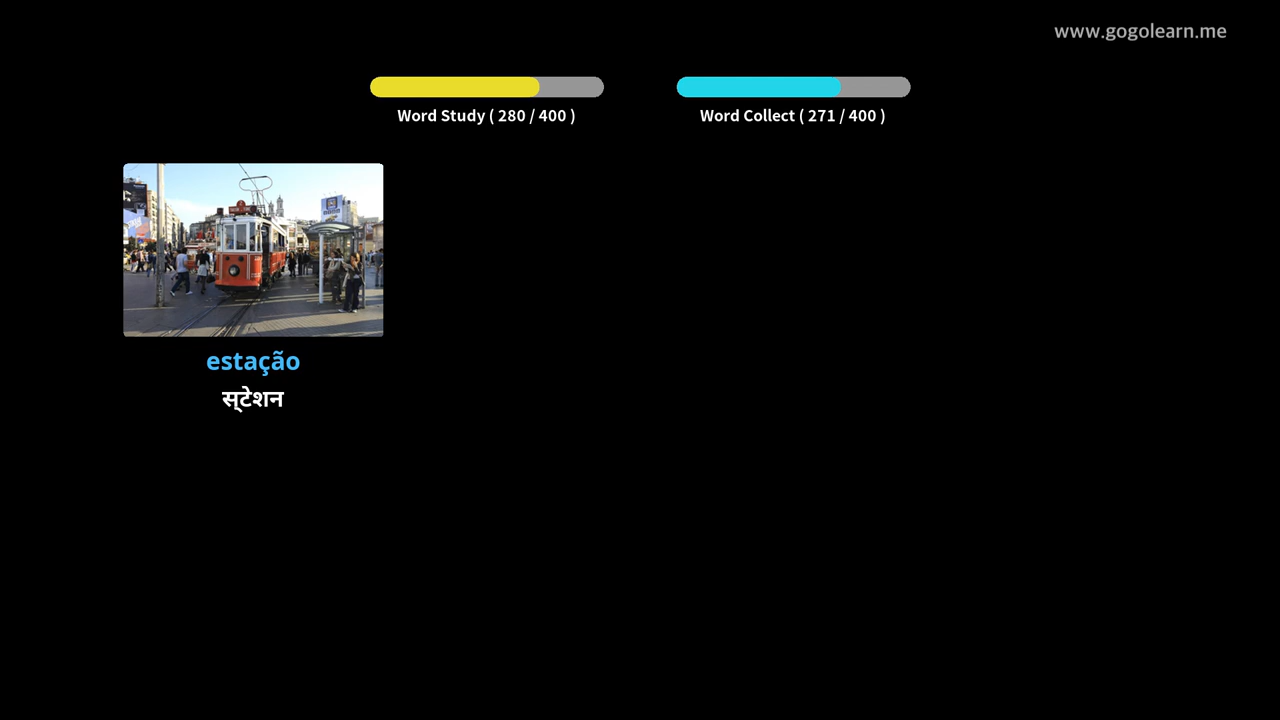 www.gogolearn.me
Word Study ( 280 / 400 )
Word Collect ( 271 / 400 )
estação
स्टेशन